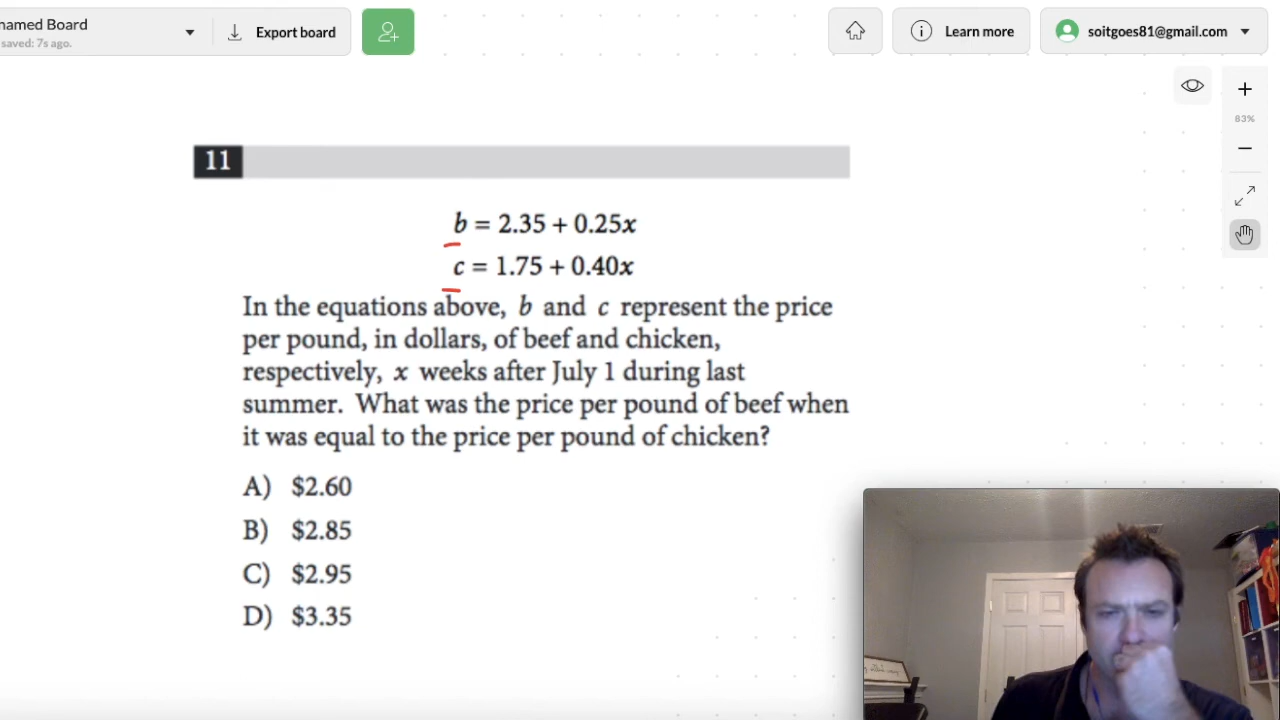 named Board
saved: 7s ago.
Export board
Learn more
soitgoes81@gmail.com
83%
11
b = 2.35 + 0.25x
c = 1.75 + 0.40x
In the equations above, b and c represent the price
per pound, in dollars, of beef and chicken,
respectively, x weeks after July 1 during last
summer. What was the price per pound of beef when
it was equal to the price per pound of chicken?
A) $2.60
B) $2.85
C) $2.95
D) $3.35